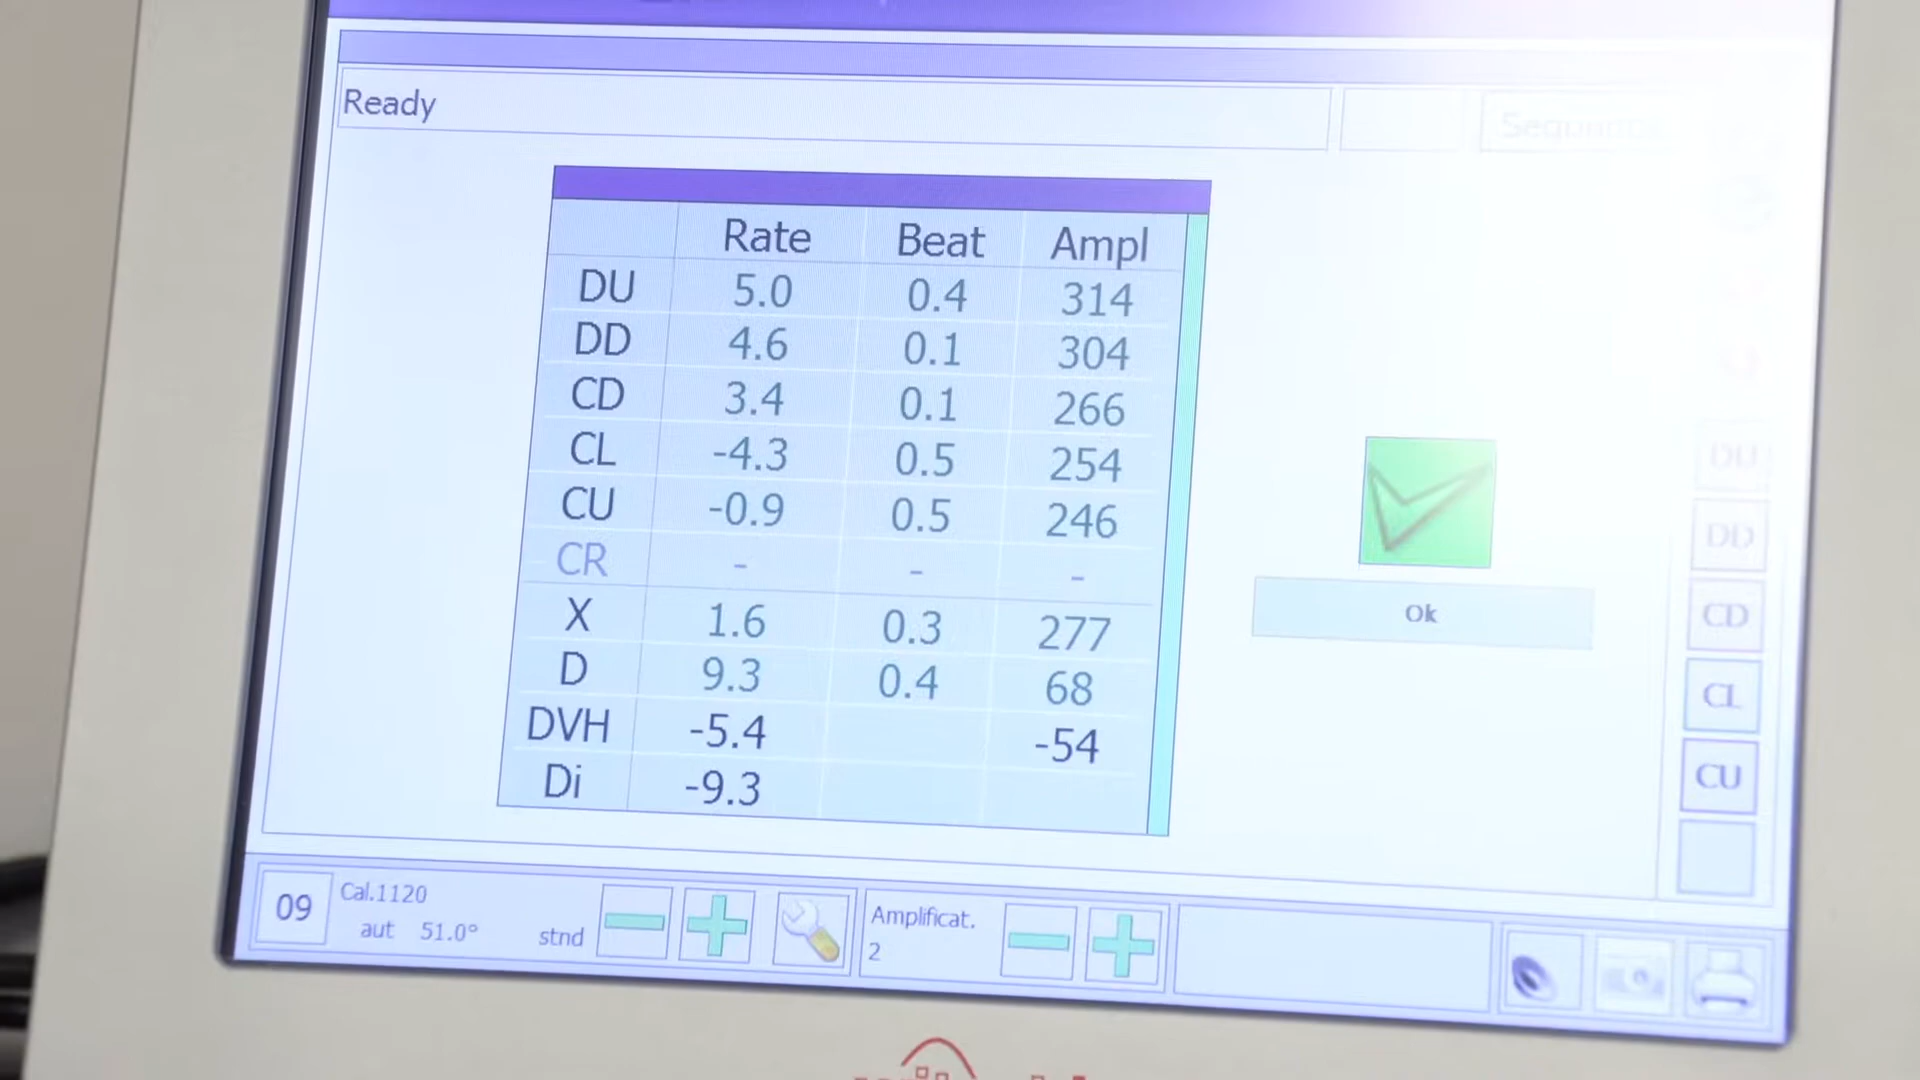 Ready
Sequence
Rate Beat Ampl
DU 5.0 0.4 314
DD 4.6 0.1 304
CD 3.4 0.1 266
CL -4.3 0.5 254
CU -0.9 0.5 246
CR - - -
X 1.6 0.3 277
D 9.3 0.4 68
DVH -5.4 -54
Di -9.3
Ok
DU
DD
CD
CL
CU
09
Cal.1120
aut 51.0° stnd
Amplificat.
2